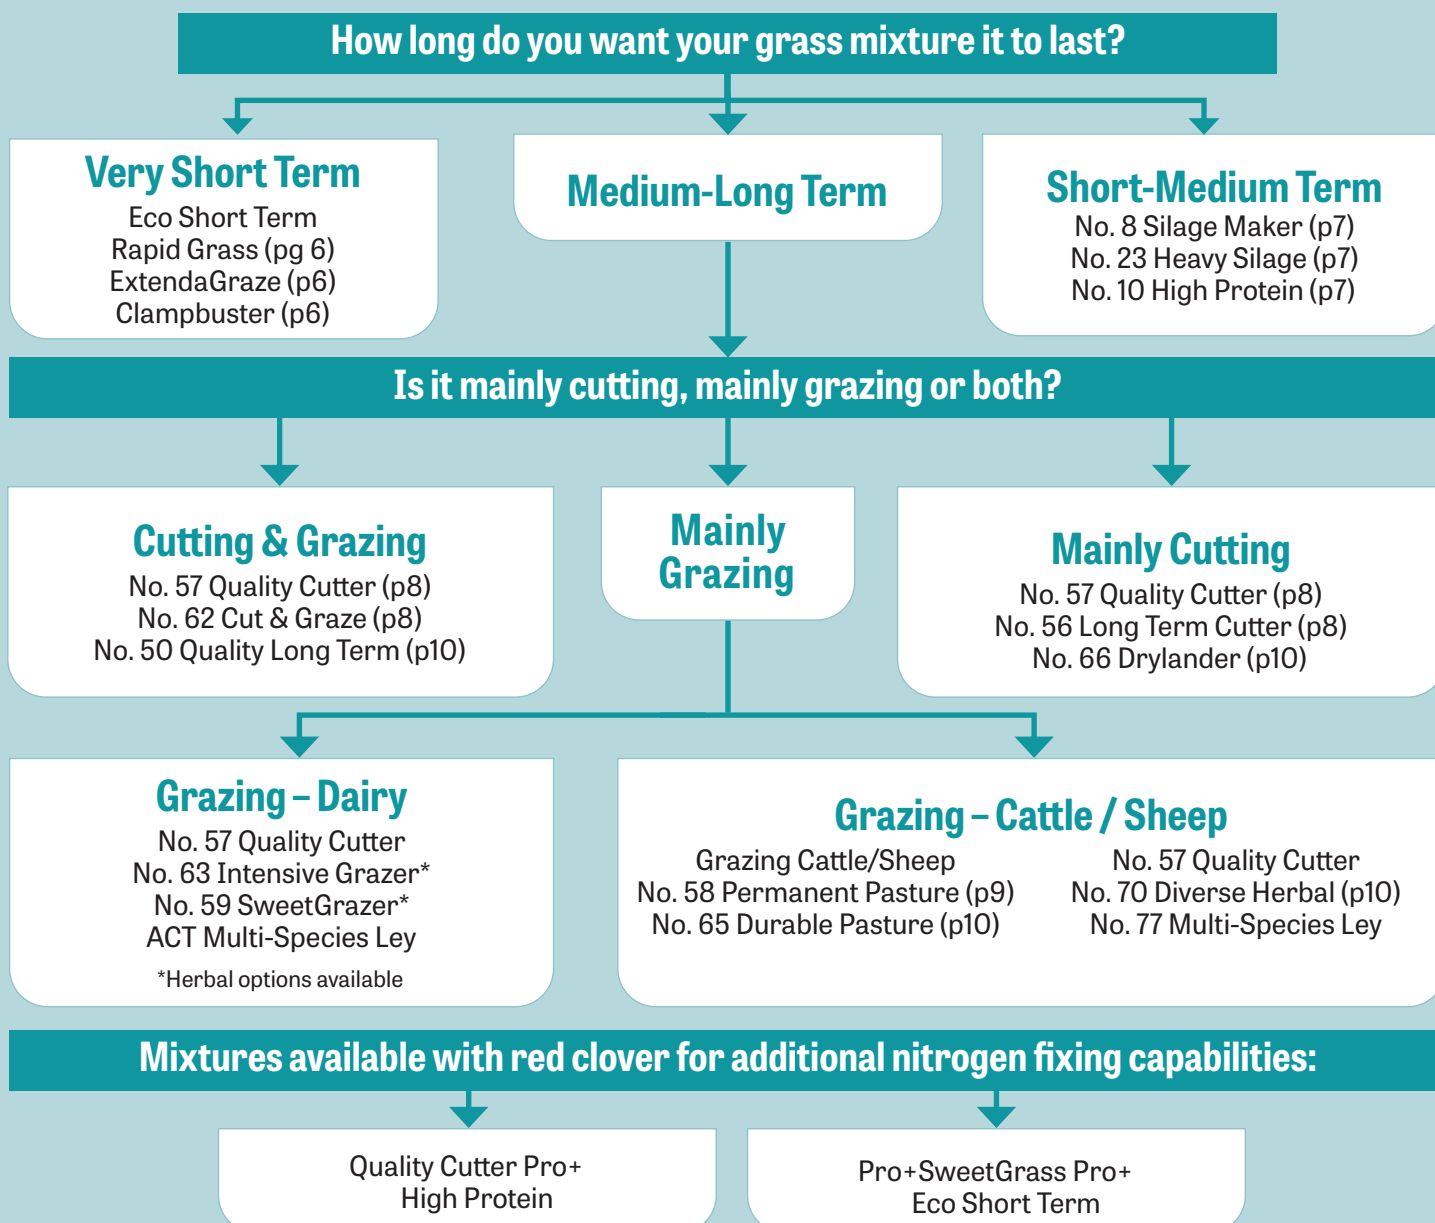 How long do you want your grass mixture it to last?
Very Short Term
Eco Short Term
Rapid Grass (pg 6)
ExtendaGraze (p6)
Clampbuster (p6)
Medium-Long Term
Short-Medium Term
No. 8 Silage Maker (p7)
No. 23 Heavy Silage (p7)
No. 10 High Protein (p7)
Is it mainly cutting, mainly grazing or both?
Cutting & Grazing
No. 57 Quality Cutter (p8)
No. 62 Cut & Graze (p8)
No. 50 Quality Long Term (p10)
Mainly
Grazing
Mainly Cutting
No. 57 Quality Cutter (p8)
No. 56 Long Term Cutter (p8)
No. 66 Drylander (p10)
Grazing – Dairy
No. 57 Quality Cutter
No. 63 Intensive Grazer*
No. 59 SweetGrazer*
ACT Multi-Species Ley
*Herbal options available
Grazing – Cattle / Sheep
Grazing Cattle/Sheep
No. 58 Permanent Pasture (p9)
No. 65 Durable Pasture (p10)
No. 57 Quality Cutter
No. 70 Diverse Herbal (p10)
No. 77 Multi-Species Ley
Mixtures available with red clover for additional nitrogen fixing capabilities:
Quality Cutter Pro+
High Protein
Pro+SweetGrass Pro+
Eco Short Term